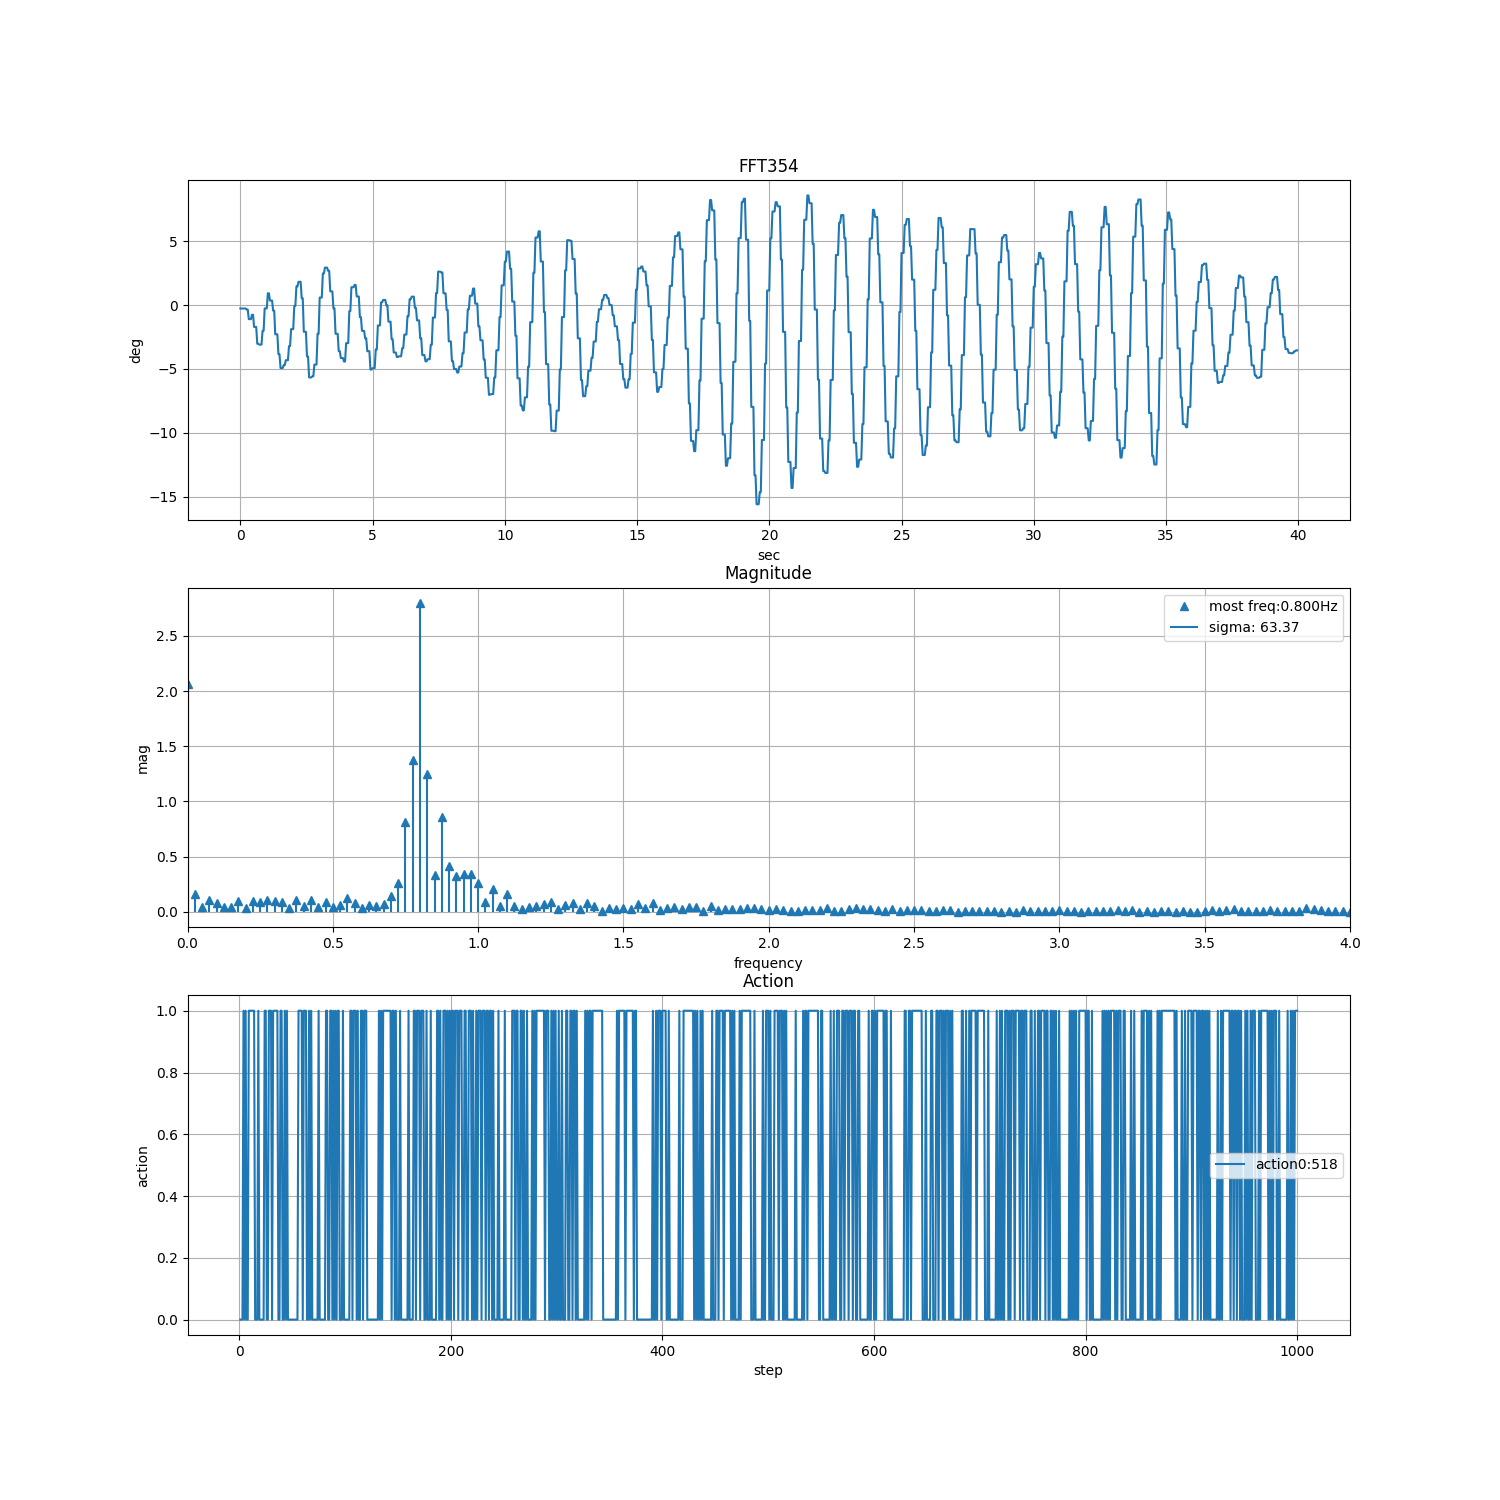 FFT354
5
0
−5
−10
−15
deg
0 5 10 15 20 25 30 35 40
sec
Magnitude
most freq:0.800Hz
sigma: 63.37
2.5
2.0
1.5
1.0
0.5
0.0
mag
0.0 0.5 1.0 1.5 2.0 2.5 3.0 3.5 4.0
frequency
Action
1.0
0.8
0.6
0.4
0.2
0.0
action
action0:518
0 200 400 600 800 1000
step